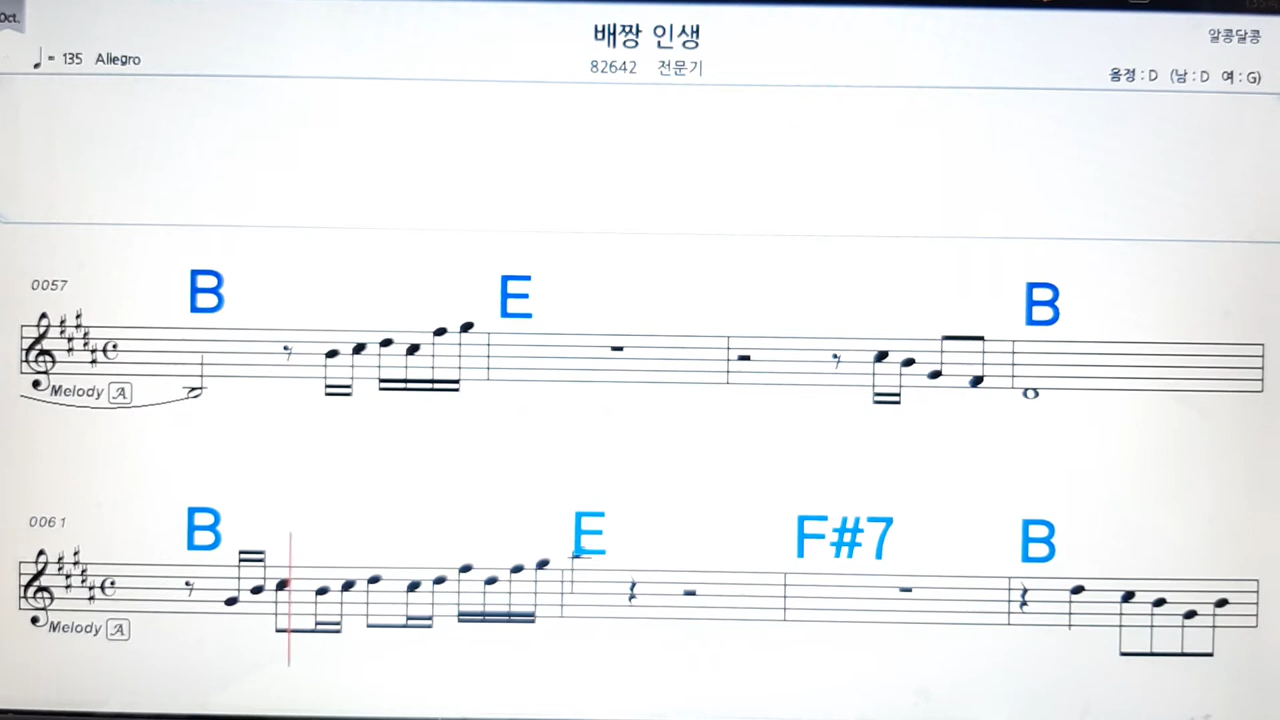 Oct.
배짱 인생
알콩달콩
♩= 135 Allegro
82642 전문기
음정 : D (남 : D 여 : G)
0057
B E B
Melody A
0061
B E F#7 B
Melody A